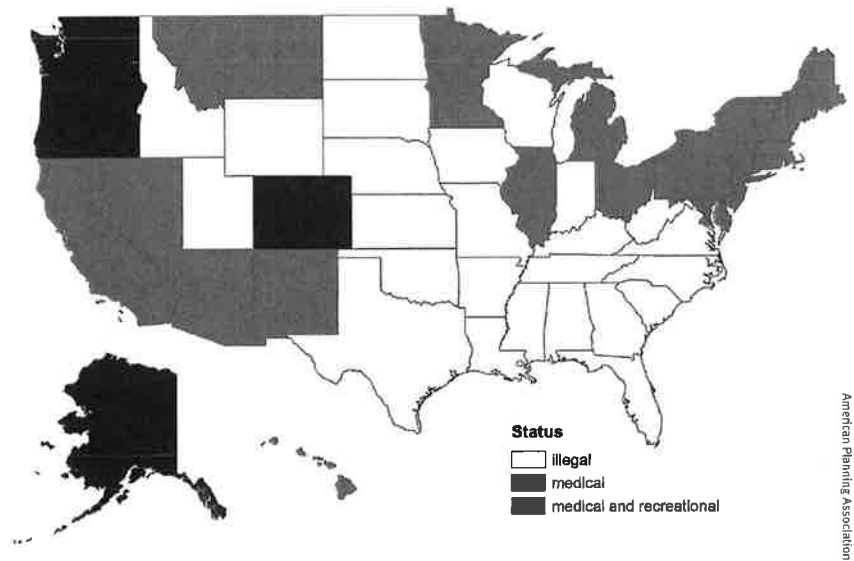 Status
illegal
medical
medical and recreational
American Planning Association